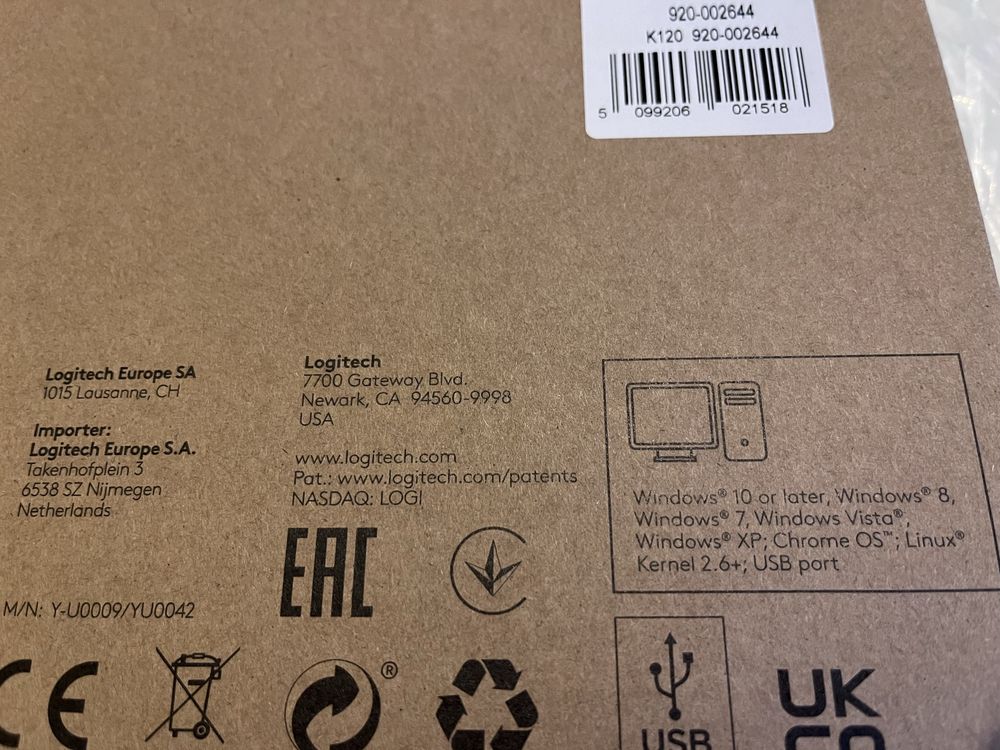 920-002644
K120 920-002644
5 099206 021518
Logitech Europe SA
1015 Lausanne, CH
Importer:
Logitech Europe S.A.
Takenhofplein 3
6538 SZ Nijmegen
Netherlands
Logitech
7700 Gateway Blvd.
Newark, CA 94560-9998
USA
www.logitech.com
Pat.: www.logitech.com/patents
NASDAQ: LOGI
Windows® 10 or later, Windows® 8,
Windows® 7, Windows Vista®,
Windows® XP; Chrome OS™; Linux®
Kernel 2.6+; USB port
EAC
M/N: Y-U0009/YU0042
CE
®
USB
UK
CA